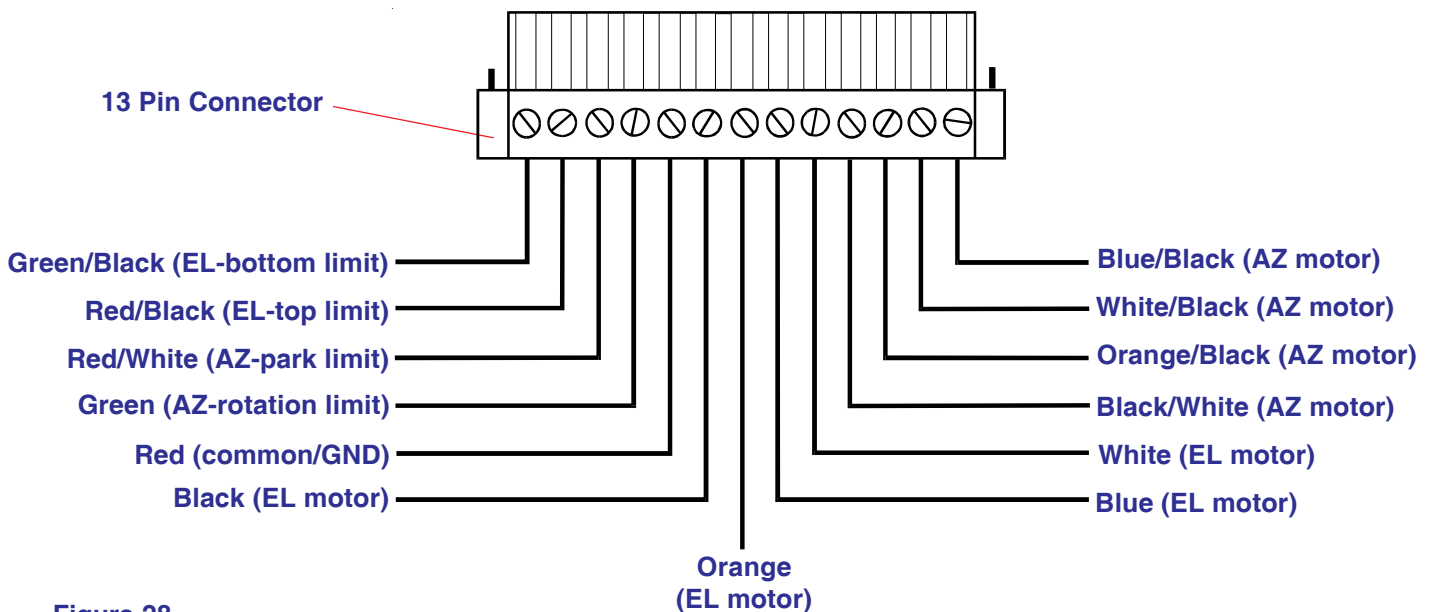 13 Pin Connector
Green/Black (EL-bottom limit)
Red/Black (EL-top limit)
Red/White (AZ-park limit)
Green (AZ-rotation limit)
Red (common/GND)
Black (EL motor)
Orange
(EL motor)
Blue/Black (AZ motor)
White/Black (AZ motor)
Orange/Black (AZ motor)
Black/White (AZ motor)
White (EL motor)
Blue (EL motor)
Figure 28